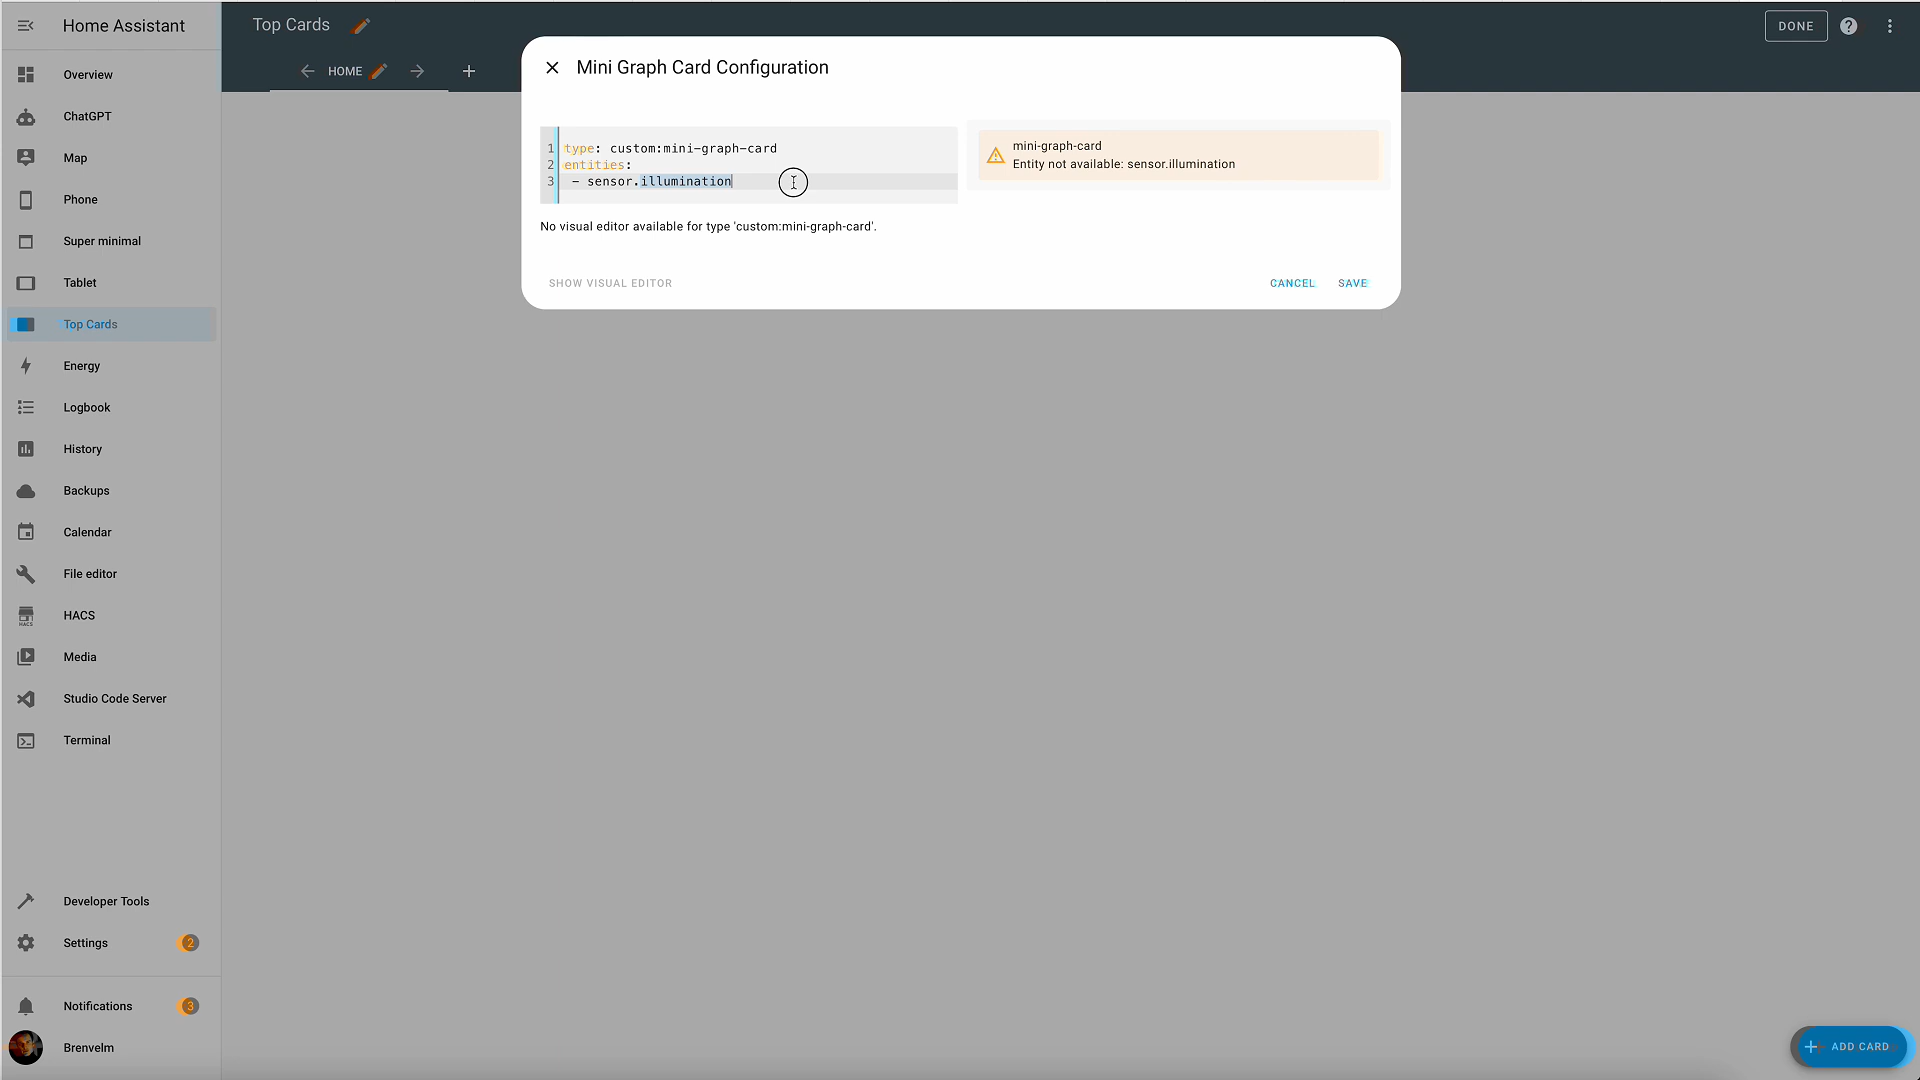 Home Assistant
Overview
ChatGPT
Map
Phone
Super minimal
Tablet
Top Cards
Energy
Logbook
History
Backups
Calendar
File editor
HACS
HACS
Media
Studio Code Server
Terminal
Developer Tools
Settings 2
Notifications 3
Brenvelm
Top Cards
DONE
HOME
Mini Graph Card Configuration
1 type: custom:mini-graph-card
2 entities:
3 - sensor.illumination
mini-graph-card
Entity not available: sensor.illumination
No visual editor available for type 'custom:mini-graph-card'.
SHOW VISUAL EDITOR
CANCEL
SAVE
ADD CARD